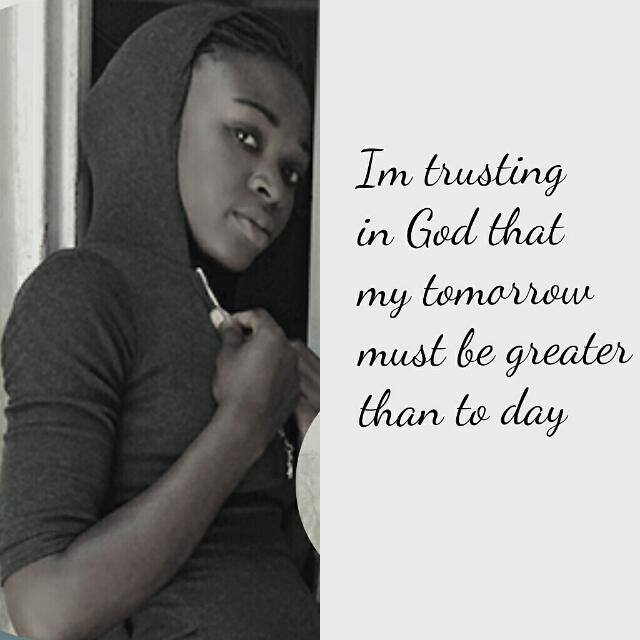 Im trusting
in God that
my tomorrow
must be greater
than to day